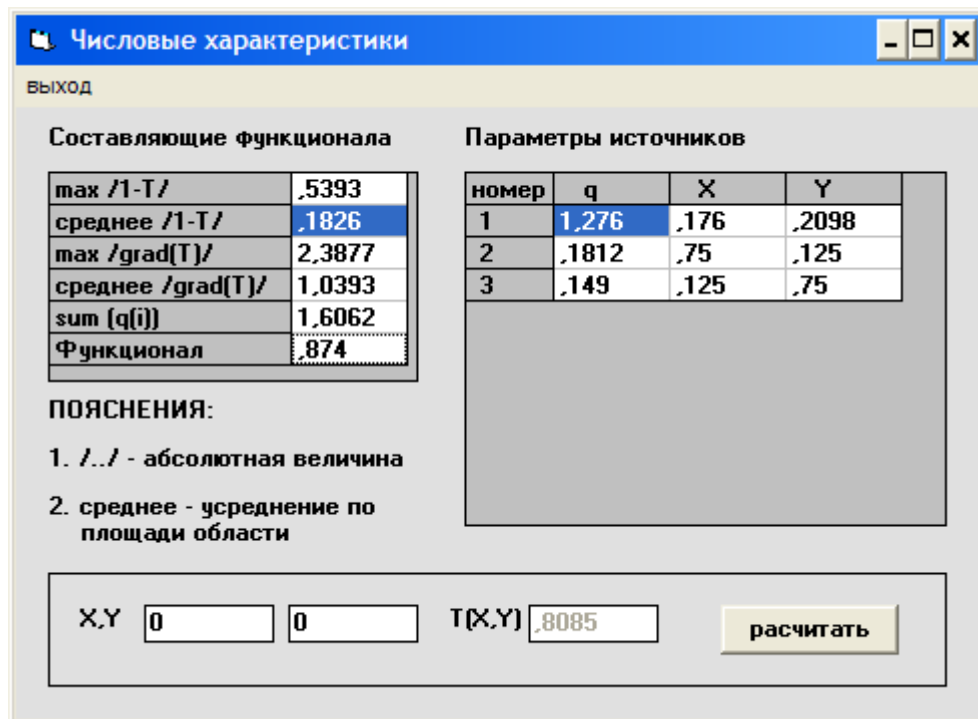 Числовые характеристики
выход
Составляющие функционала
max /1-T/ ,5393
среднее /1-T/ ,1826
max /grad(T)/ 2,3877
среднее /grad(T)/ 1,0393
sum (q(i)) 1,6062
Функционал ,874
ПОЯСНЕНИЯ:
1. /../ - абсолютная величина
2. среднее - усреднение по
площади области
Параметры источников
номер q X Y
1 1,276 ,176 ,2098
2 ,1812 ,75 ,125
3 ,149 ,125 ,75
X,Y 0 0 T(X,Y) ,8085 расчитать